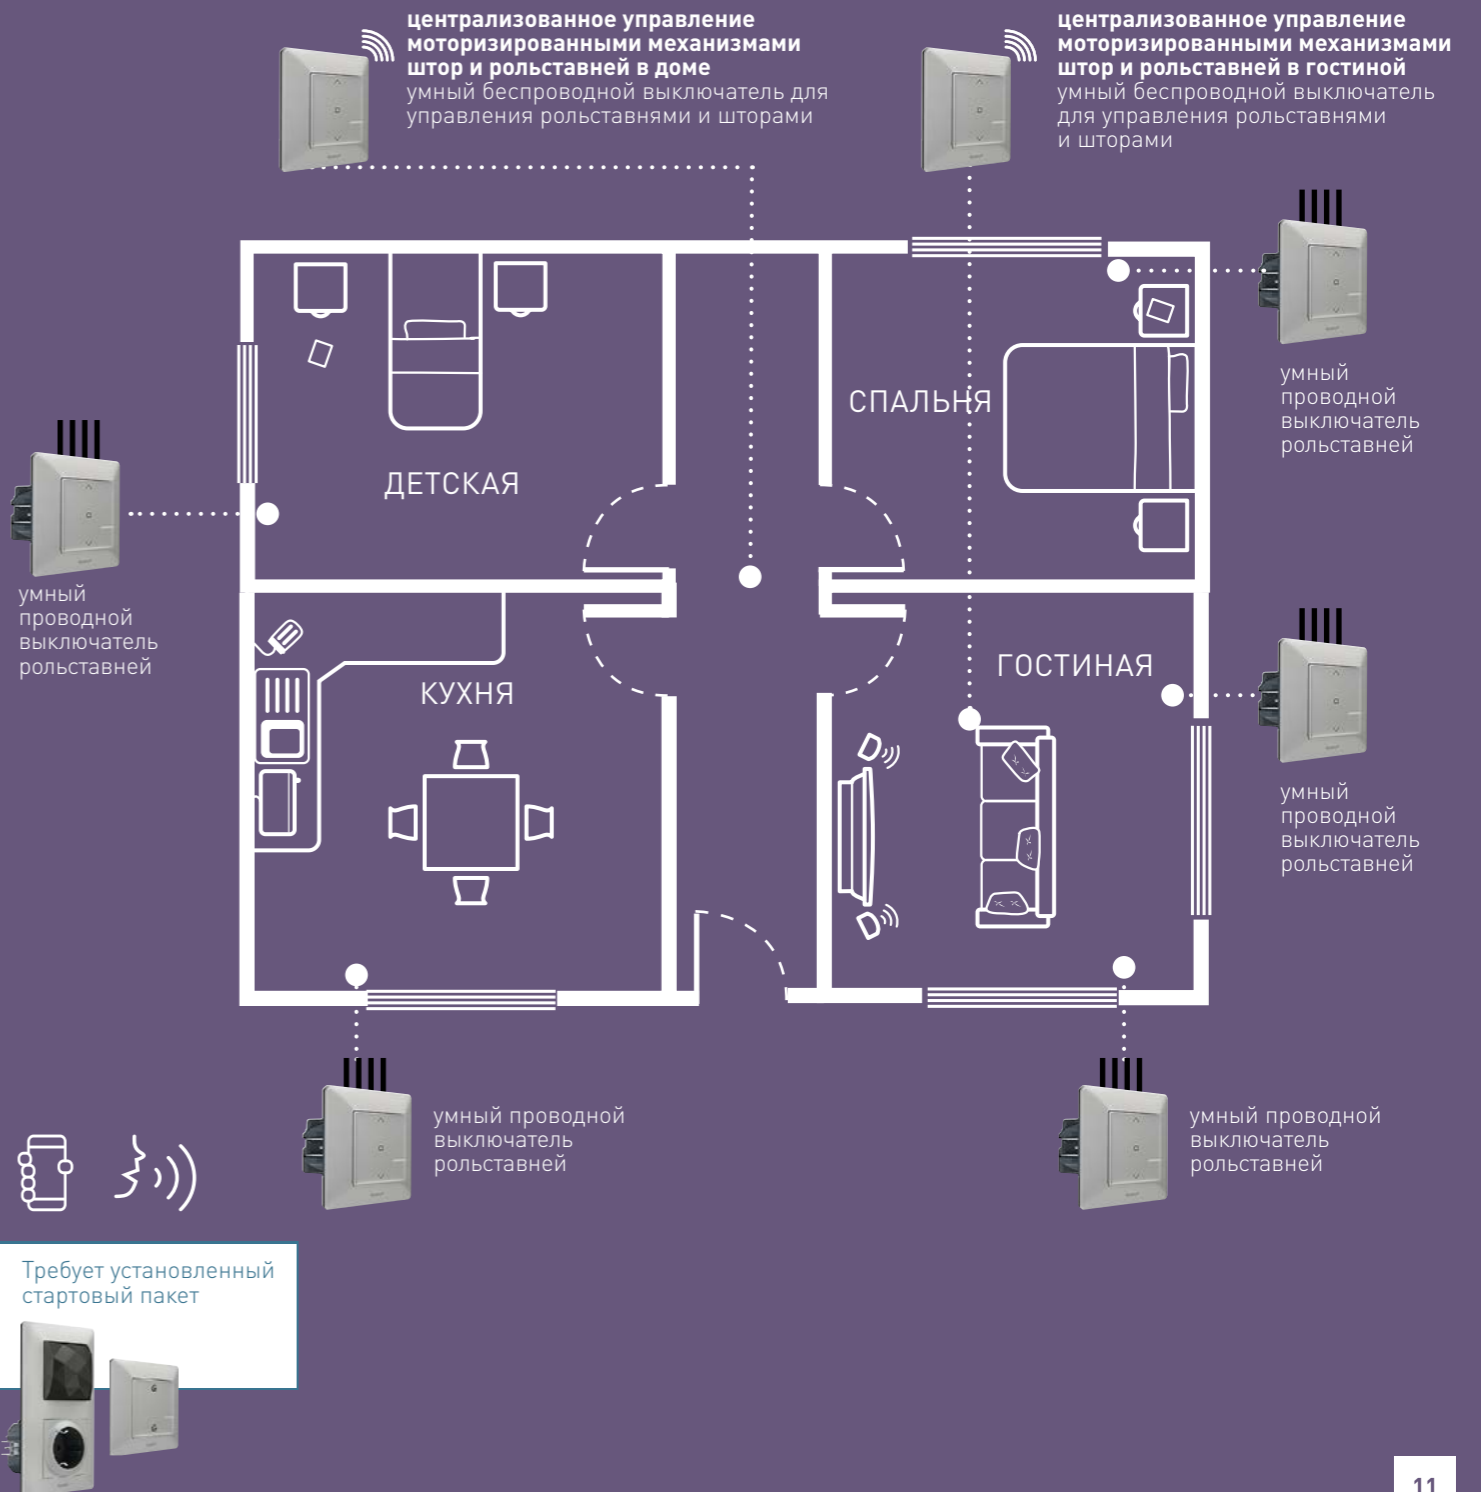 централизованное управление
моторизированными механизмами
штор и рольставней в доме
умный беспроводной выключатель для
управления рольставнями и шторами
централизованное управление
моторизированными механизмами
штор и рольставней в гостиной
умный беспроводной выключатель
для управления рольставнями
и шторами
умный
проводной
выключатель
рольставней
СПАЛЬНЯ
ДЕТСКАЯ
умный
проводной
выключатель
рольставней
ГОСТИНАЯ
КУХНЯ
умный
проводной
выключатель
рольставней
умный проводной
выключатель
рольставней
умный проводной
выключатель
рольставней
Требует установленный
стартовый пакет
11